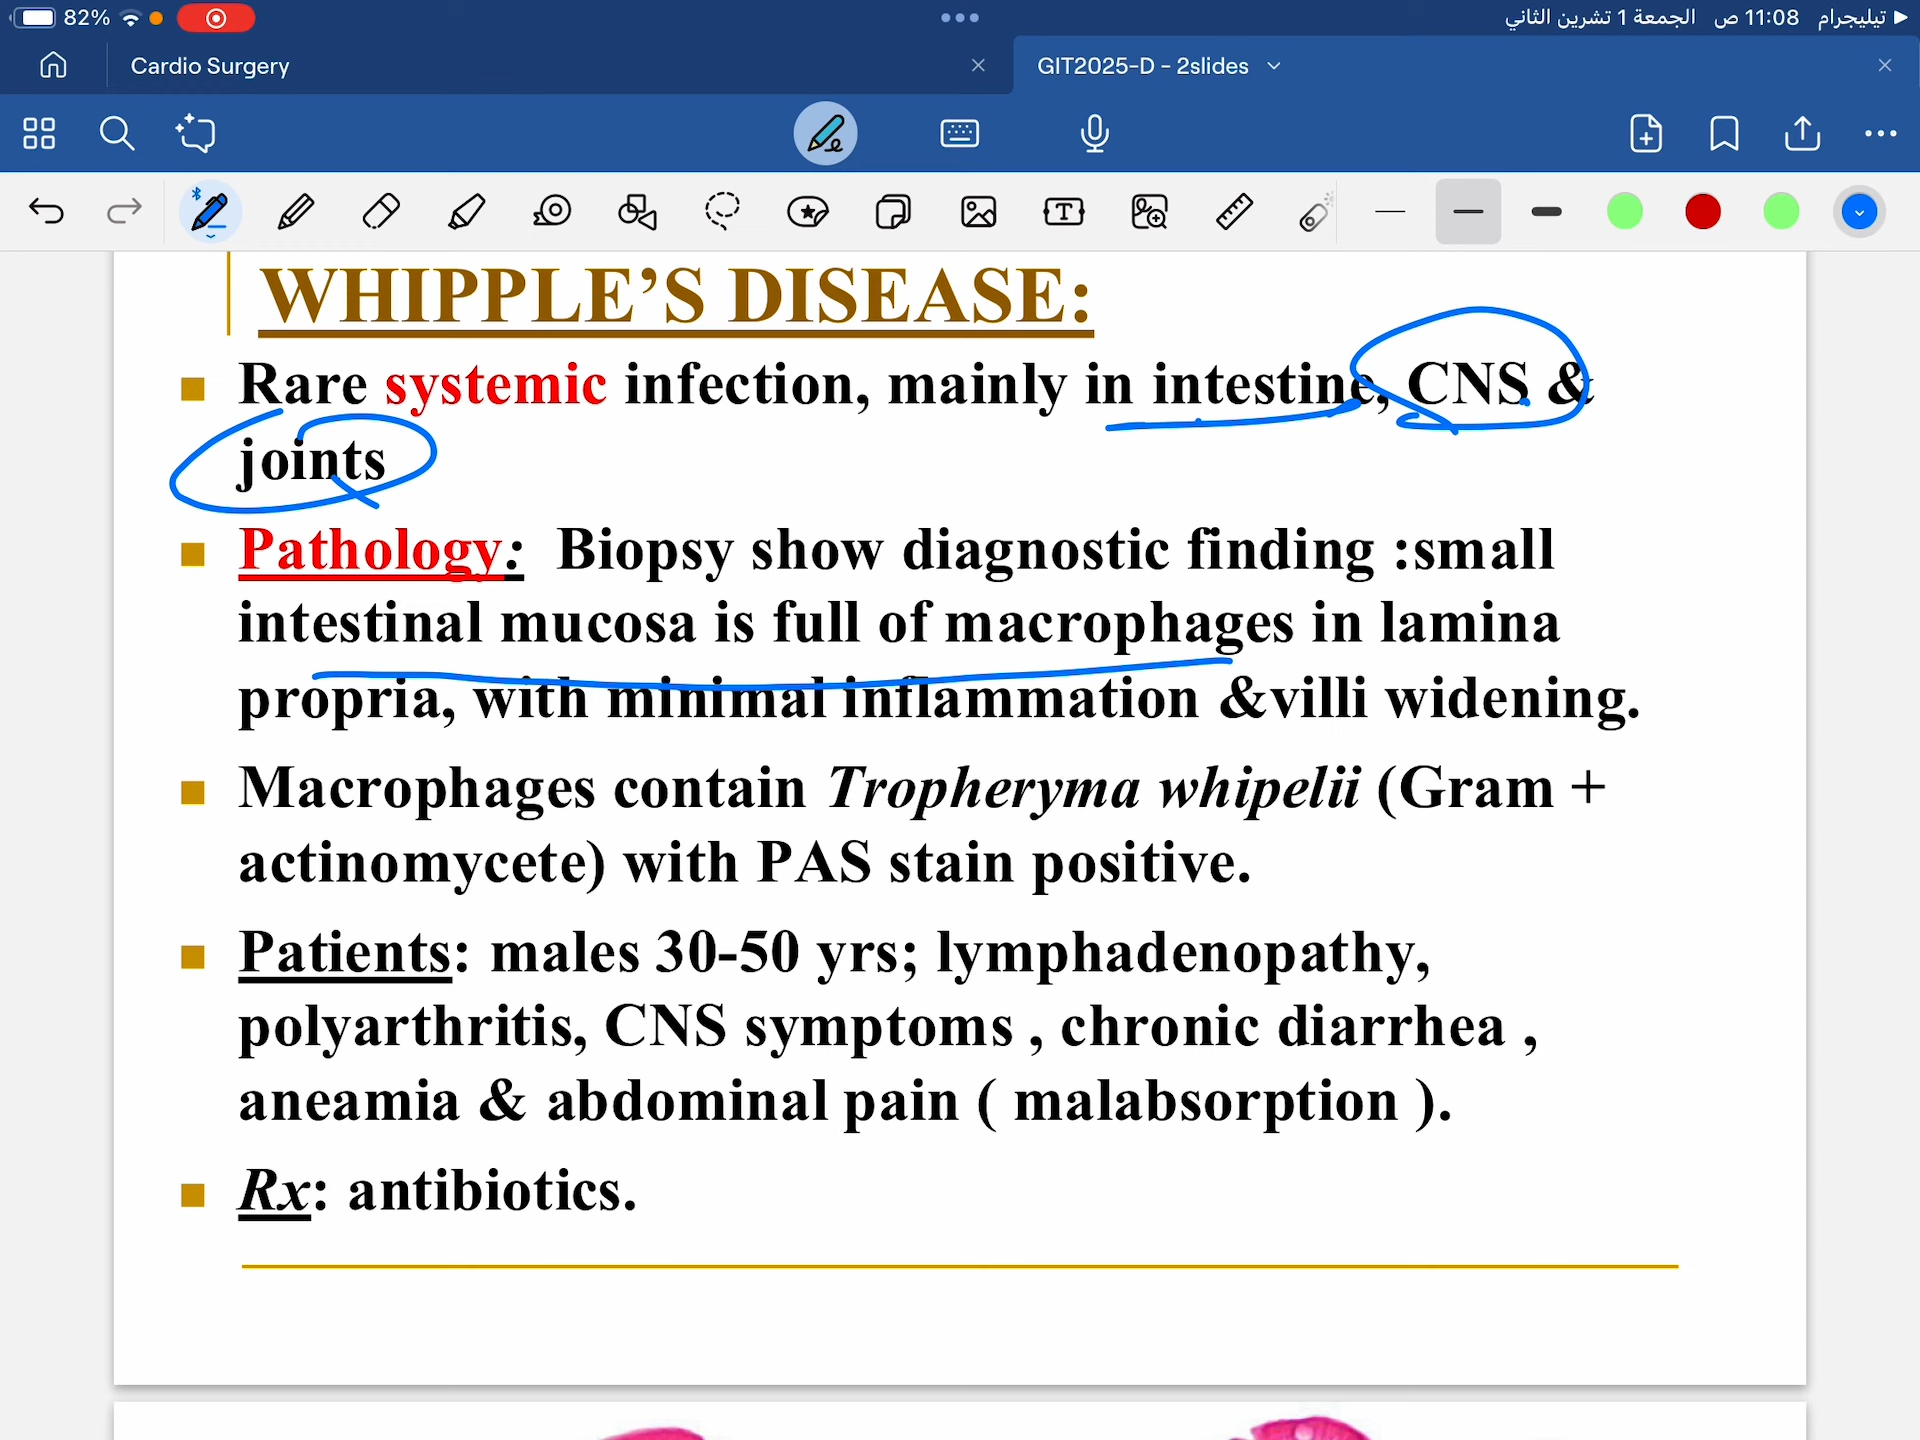 82%
تيليجرام 11:08 ص الجمعة 1 تشرين الثاني
Cardio Surgery
GIT2025-D - 2slides
WHIPPLE’S DISEASE:
Rare systemic infection, mainly in intestine, CNS &
joints
Pathology: Biopsy show diagnostic finding :small
intestinal mucosa is full of macrophages in lamina
propria, with minimal inflammation &villi widening.
Macrophages contain Tropheryma whipelii (Gram +
actinomycete) with PAS stain positive.
Patients: males 30-50 yrs; lymphadenopathy,
polyarthritis, CNS symptoms , chronic diarrhea ,
aneamia & abdominal pain ( malabsorption ).
Rx: antibiotics.